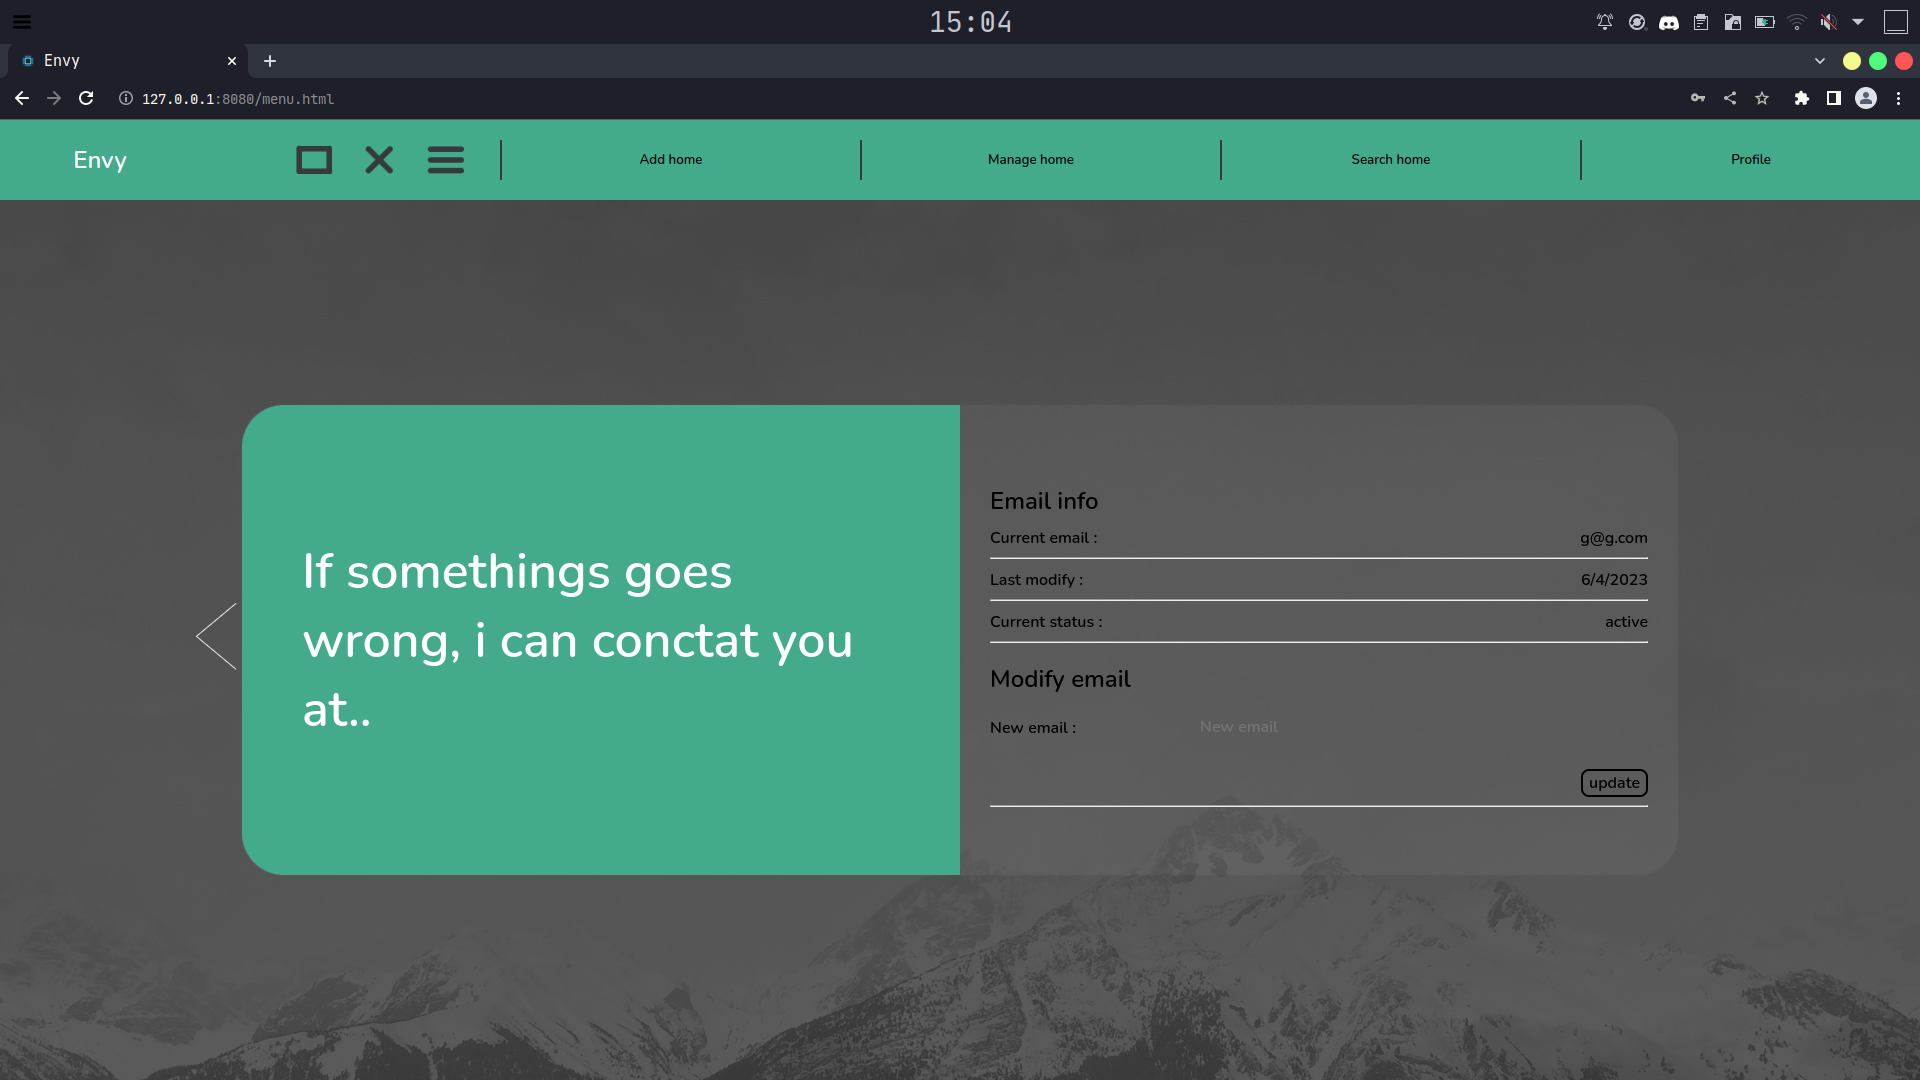 15:04
Envy
127.0.0.1:8080/menu.html
Envy
Add home
Manage home
Search home
Profile
If somethings goes
wrong, i can conctat you
at..
Email info
Current email : g@g.com
Last modify : 6/4/2023
Current status : active
Modify email
New email : New email
update